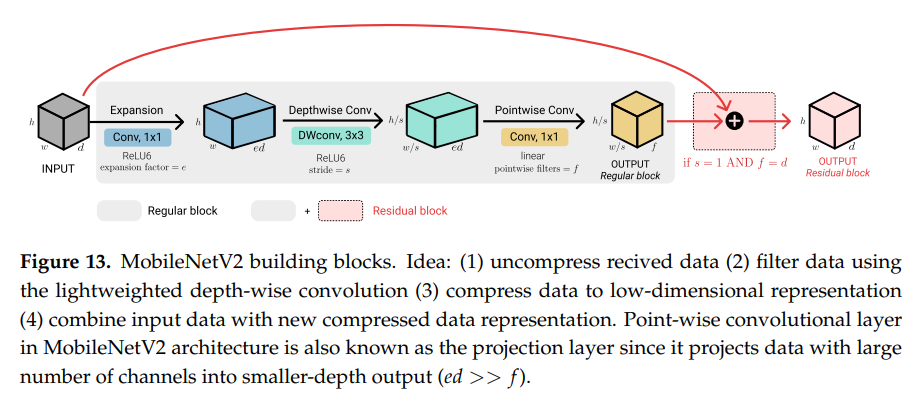 Expansion
Depthwise Conv
Pointwise Conv
h
Conv, 1x1
h
DWconv, 3x3
h/s
Conv, 1x1
h/s
h
w
d
ReLU6
w
ed
ReLU6
w/s
ed
linear
w/s
f
w
d
INPUT
expansion factor = e
stride = s
pointwise filters = f
OUTPUT
Regular block
if s = 1 AND f = d
OUTPUT
Residual block
Regular block
+
Residual block
Figure 13. MobileNetV2 building blocks. Idea: (1) uncompress recived data (2) filter data using
the lightweighted depth-wise convolution (3) compress data to low-dimensional representation
(4) combine input data with new compressed data representation. Point-wise convolutional layer
in MobileNetV2 architecture is also known as the projection layer since it projects data with large
number of channels into smaller-depth output (ed >> f).